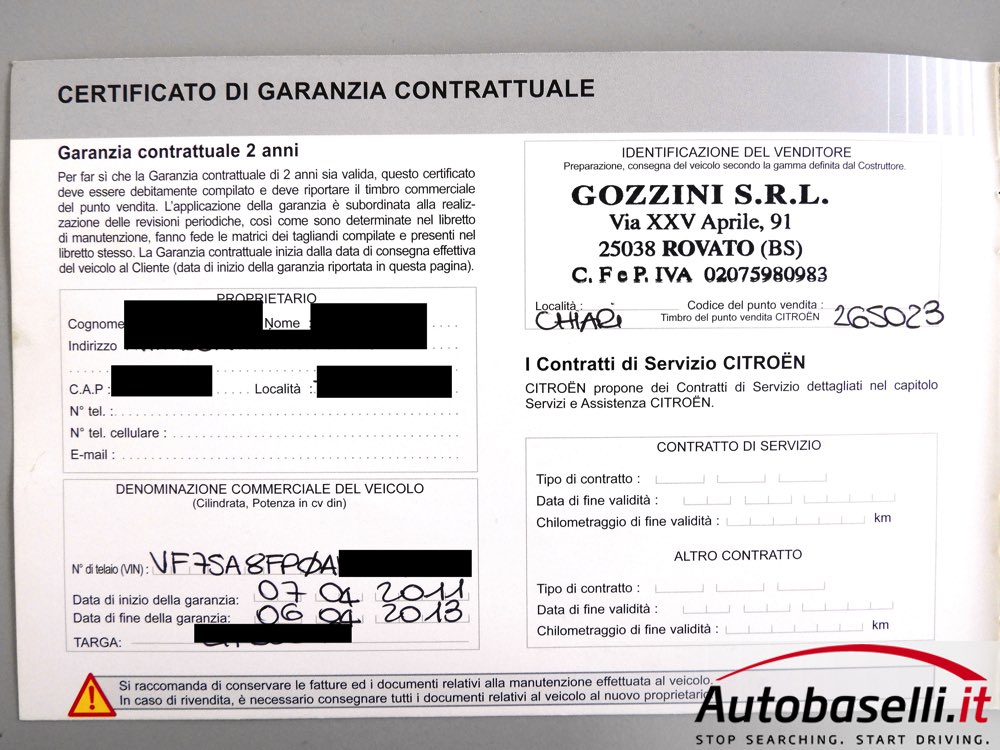 CERTIFICATO DI GARANZIA CONTRATTUALE
Garanzia contrattuale 2 anni
Per far sì che la Garanzia contrattuale di 2 anni sia valida, questo certificato
deve essere debitamente compilato e deve riportare il timbro commerciale
del punto vendita. L'applicazione della garanzia è subordinata alla realiz-
zazione delle revisioni periodiche, così come sono determinate nel libretto
di manutenzione, fanno fede le matrici dei tagliandi compilate e presenti nel
libretto stesso. La Garanzia contrattuale inizia dalla data di consegna effettiva
del veicolo al Cliente (data di inizio della garanzia riportata in questa pagina).
PROPRIETARIO
Cognome Nome :
Indirizzo
C.A.P : Località :
N° tel. :
N° tel. cellulare :
E-mail :
DENOMINAZIONE COMMERCIALE DEL VEICOLO
(Cilindrata, Potenza in cv din)
N° di telaio (VIN) : VF7SA8FPØA
Data di inizio della garanzia: 07 04 2011
Data di fine della garanzia: 06 04 2013
TARGA:
IDENTIFICAZIONE DEL VENDITORE
Preparazione, consegna del veicolo secondo la gamma definita dal Costruttore.
GOZZINI S.R.L.
Via XXV Aprile, 91
25038 ROVATO (BS)
C. F e P. IVA 02075980983
Località : CHIARI
Codice del punto vendita :
Timbro del punto vendita CITROËN 265023
I Contratti di Servizio CITROËN
CITROËN propone dei Contratti di Servizio dettagliati nel capitolo
Servizi e Assistenza CITROËN.
CONTRATTO DI SERVIZIO
Tipo di contratto :
Data di fine validità :
Chilometraggio di fine validità : km
ALTRO CONTRATTO
Tipo di contratto :
Data di fine validità :
Chilometraggio di fine validità : km
Si raccomanda di conservare le fatture ed i documenti relativi alla manutenzione effettuata al veicolo.
In caso di rivendita, è necessario consegnare tutti i documenti relativi al veicolo al nuovo proprietario
Autobaselli.it
STOP SEARCHING. START DRIVING.